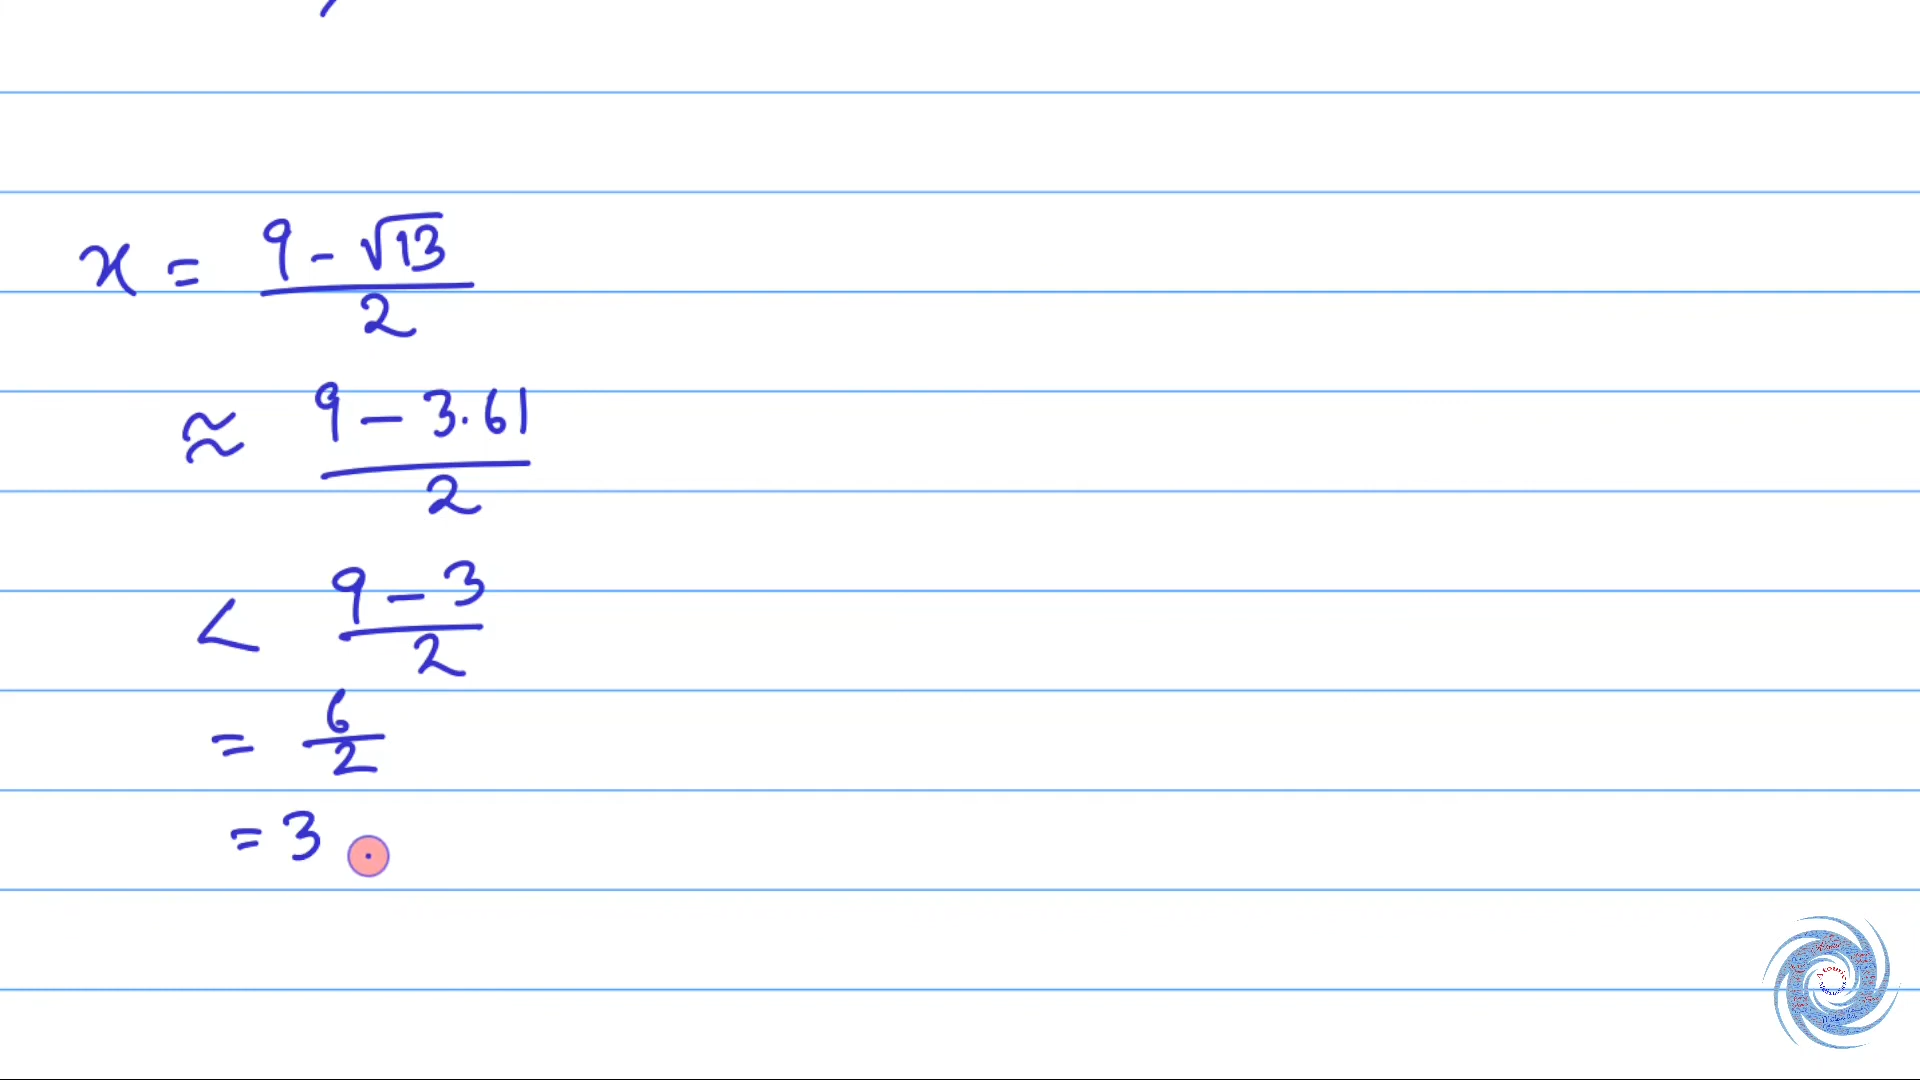 x = (9 - √13)/2
≈ (9 - 3.61)/2
< (9 - 3)/2
= 6/2
= 3